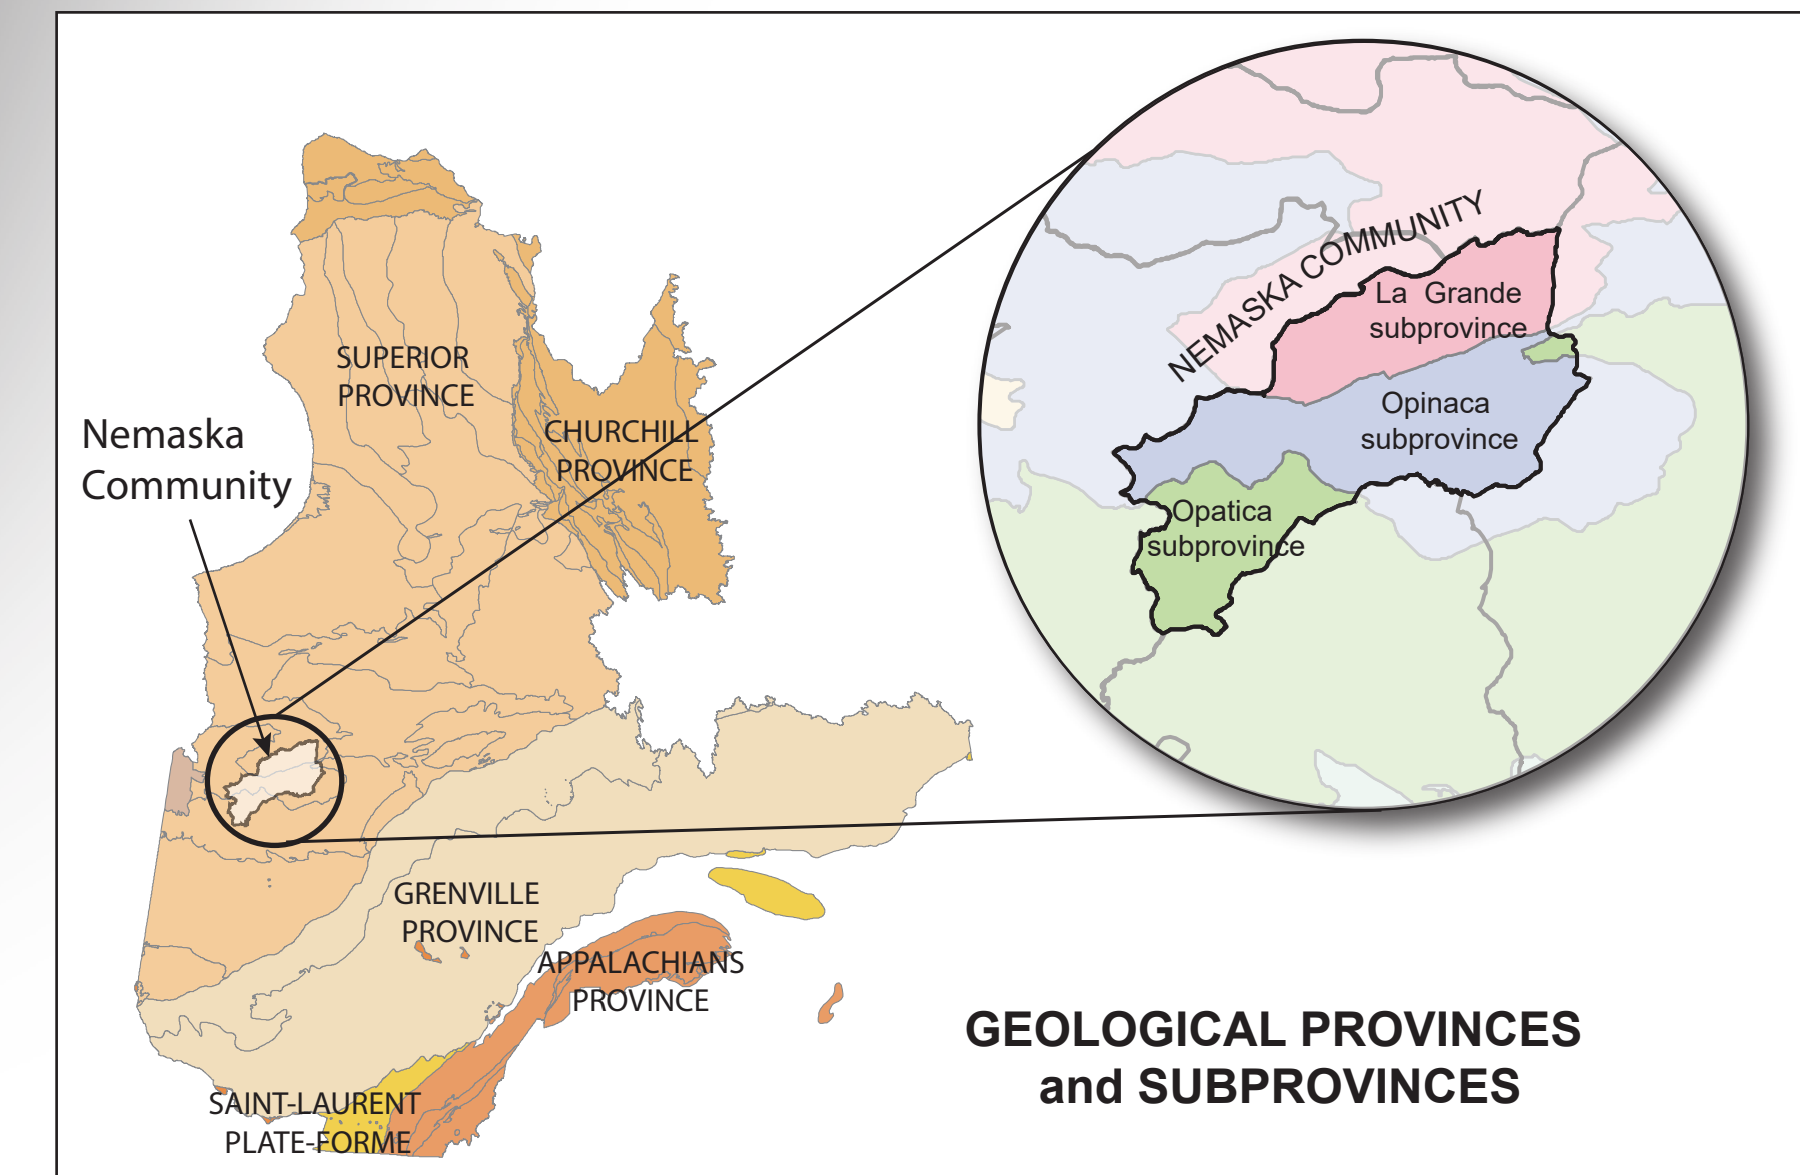 SUPERIOR
PROVINCE
Nemaska
Community
CHURCHILL
PROVINCE
NEMASKA COMMUNITY
La Grande
subprovince
Opinaca
subprovince
Opatica
subprovince
GRENVILLE
PROVINCE
APPALACHIANS
PROVINCE
SAINT-LAURENT
PLATE-FORME
GEOLOGICAL PROVINCES
and SUBPROVINCES